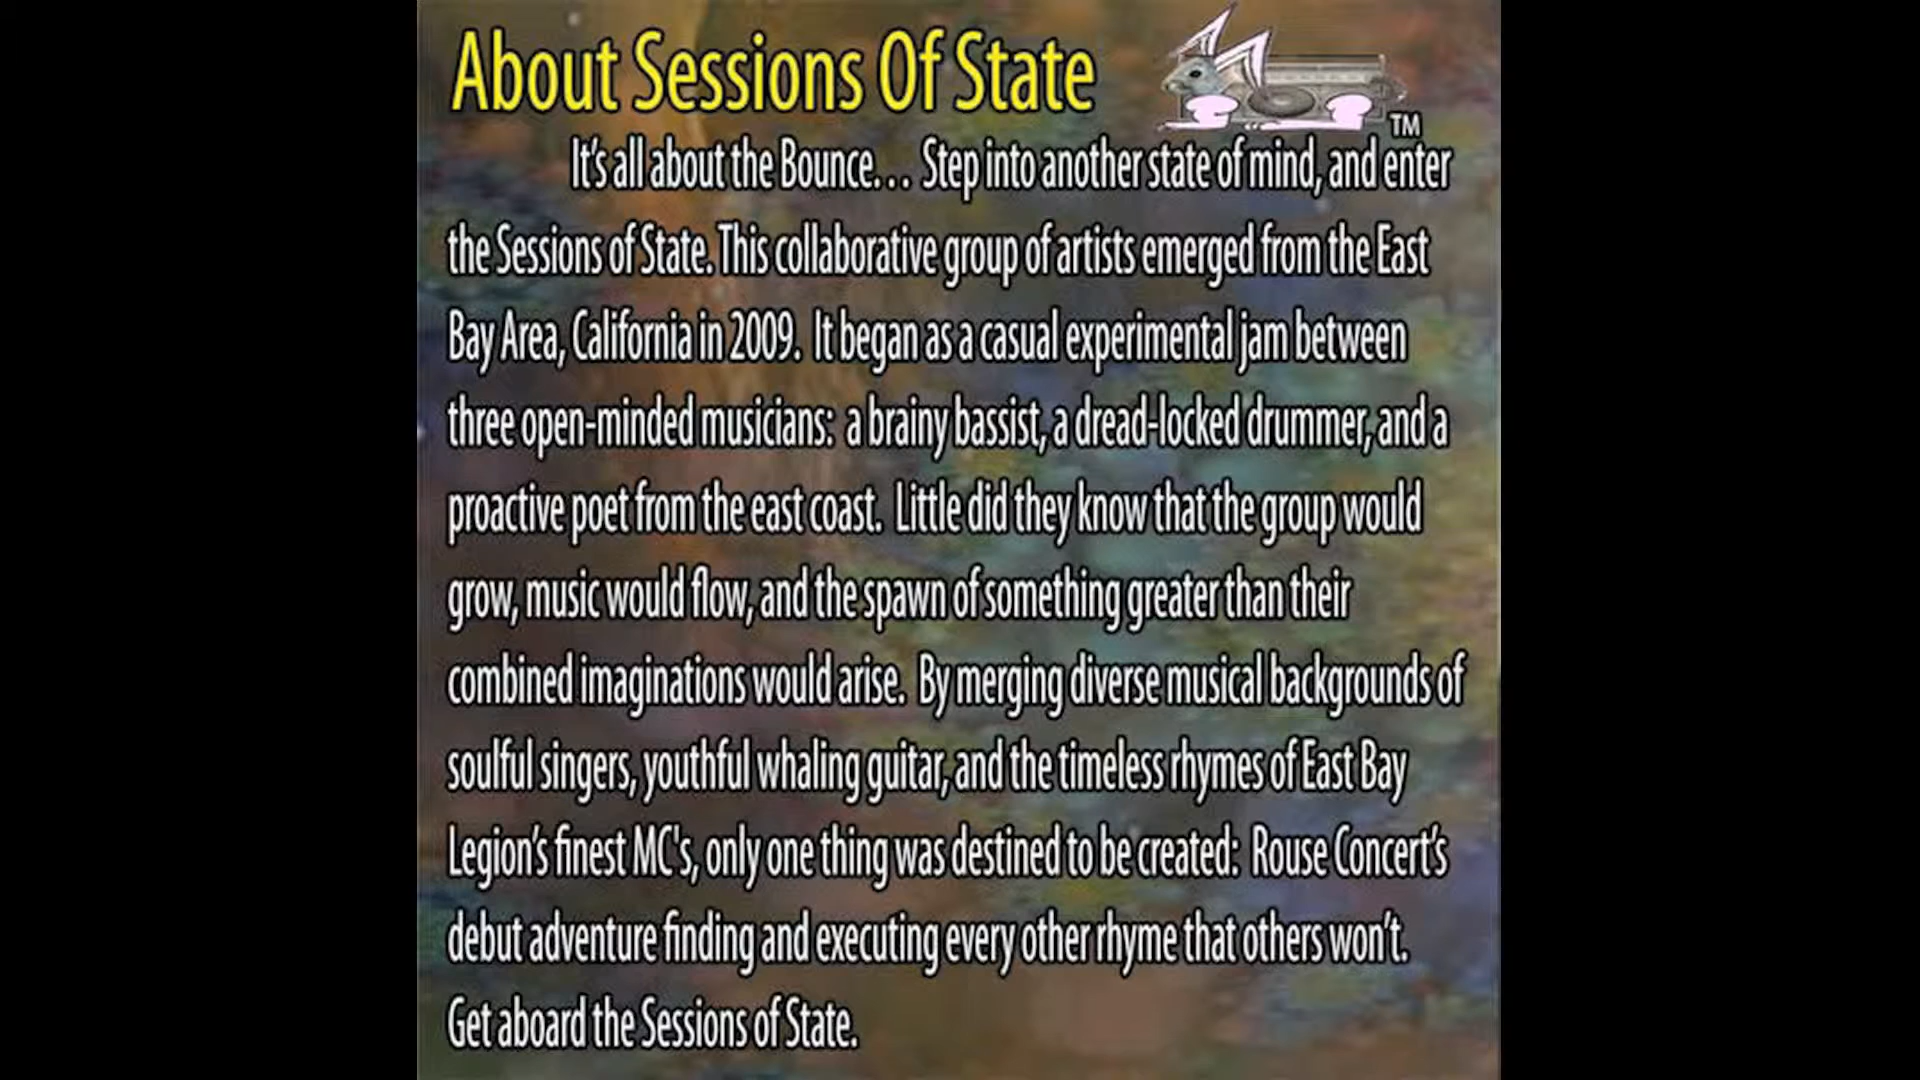 About Sessions Of State
TM
It's all about the Bounce... Step into another state of mind, and enter
the Sessions of State. This collaborative group of artists emerged from the East
Bay Area, California in 2009. It began as a casual experimental jam between
three open-minded musicians: a brainy bassist, a dread-locked drummer, and a
proactive poet from the east coast. Little did they know that the group would
grow, music would flow, and the spawn of something greater than their
combined imaginations would arise. By merging diverse musical backgrounds of
soulful singers, youthful whaling guitar, and the timeless rhymes of East Bay
Legion's finest MC's, only one thing was destined to be created: Rouse Concert's
debut adventure finding and executing every other rhyme that others won't.
Get aboard the Sessions of State.